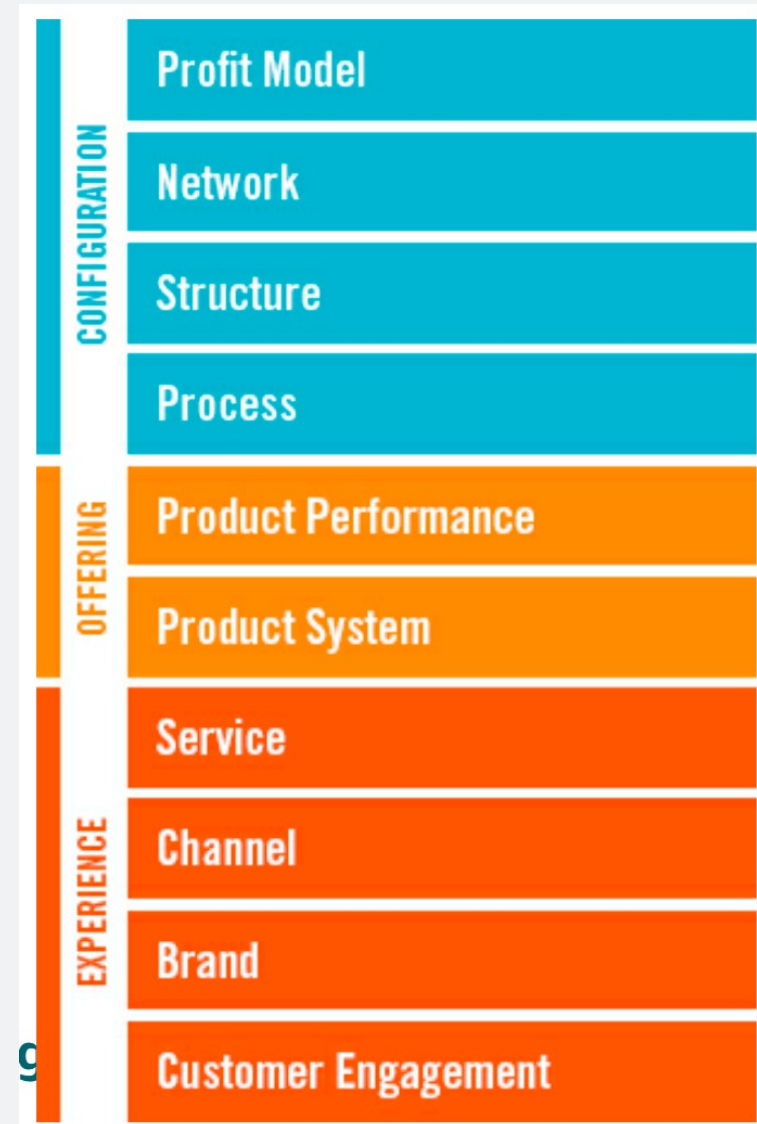 CONFIGURATION
Profit Model
Network
Structure
Process
OFFERING
Product Performance
Product System
EXPERIENCE
Service
Channel
Brand
Customer Engagement
g